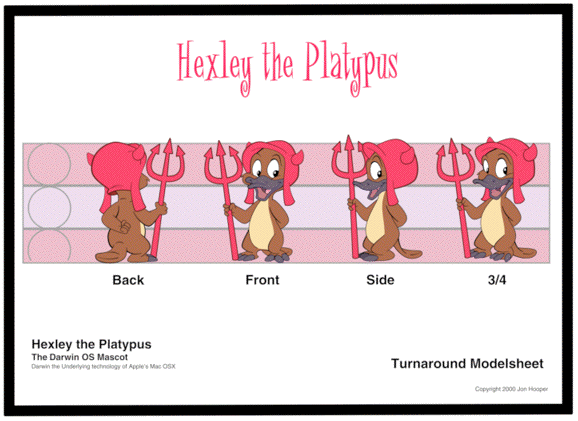 Hexley the Platypus
Back Front Side 3/4
Hexley the Platypus
The Darwin OS Mascot
Darwin the Underlying technology of Apple's Mac OSX
Turnaround Modelsheet
Copyright 2000 Jon Hooper